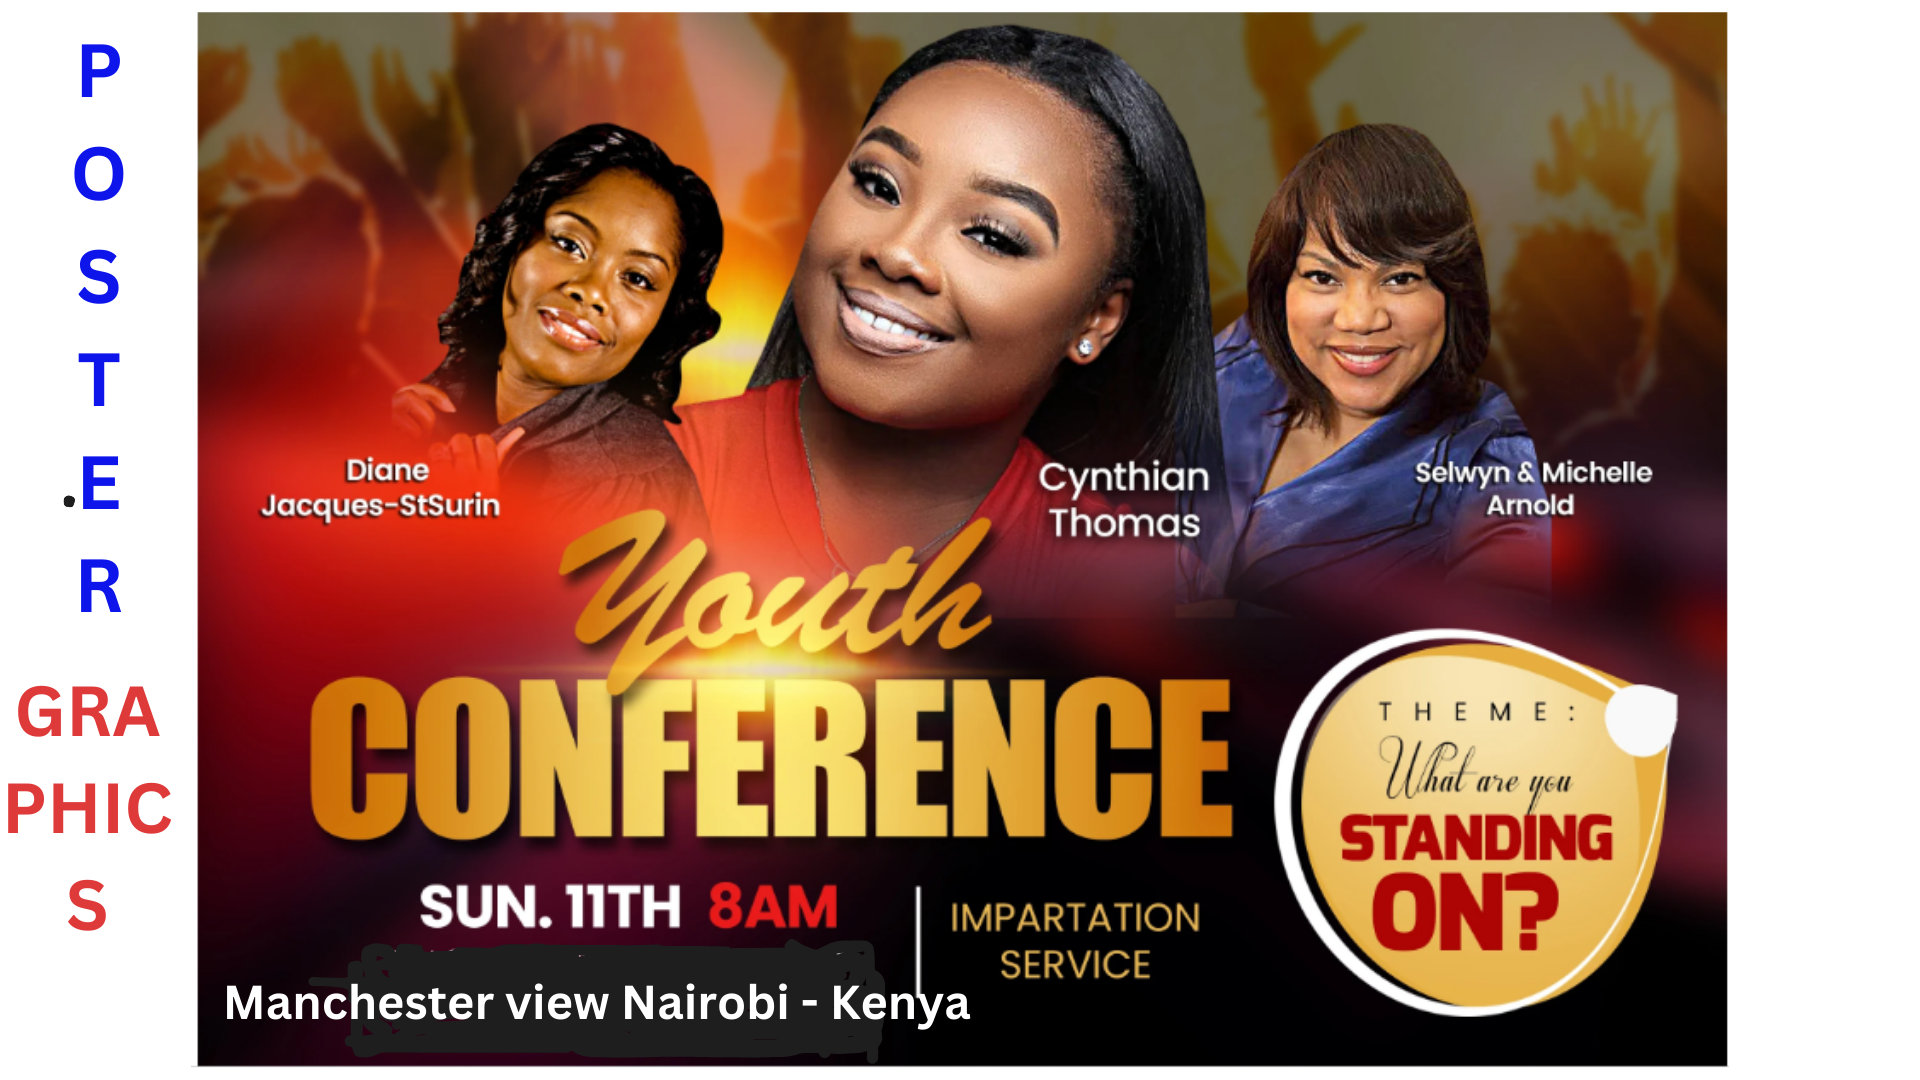 P
O
S
T
.E
R
GRA
PHIC
S
Diane
Jacques-StSurin
Cynthian
Thomas
Selwyn & Michelle
Arnold
Youth
CONFERENCE
SUN. 11TH 8AM
Manchester view Nairobi - Kenya
IMPARTATION
SERVICE
THEME:
What are you
STANDING
ON?